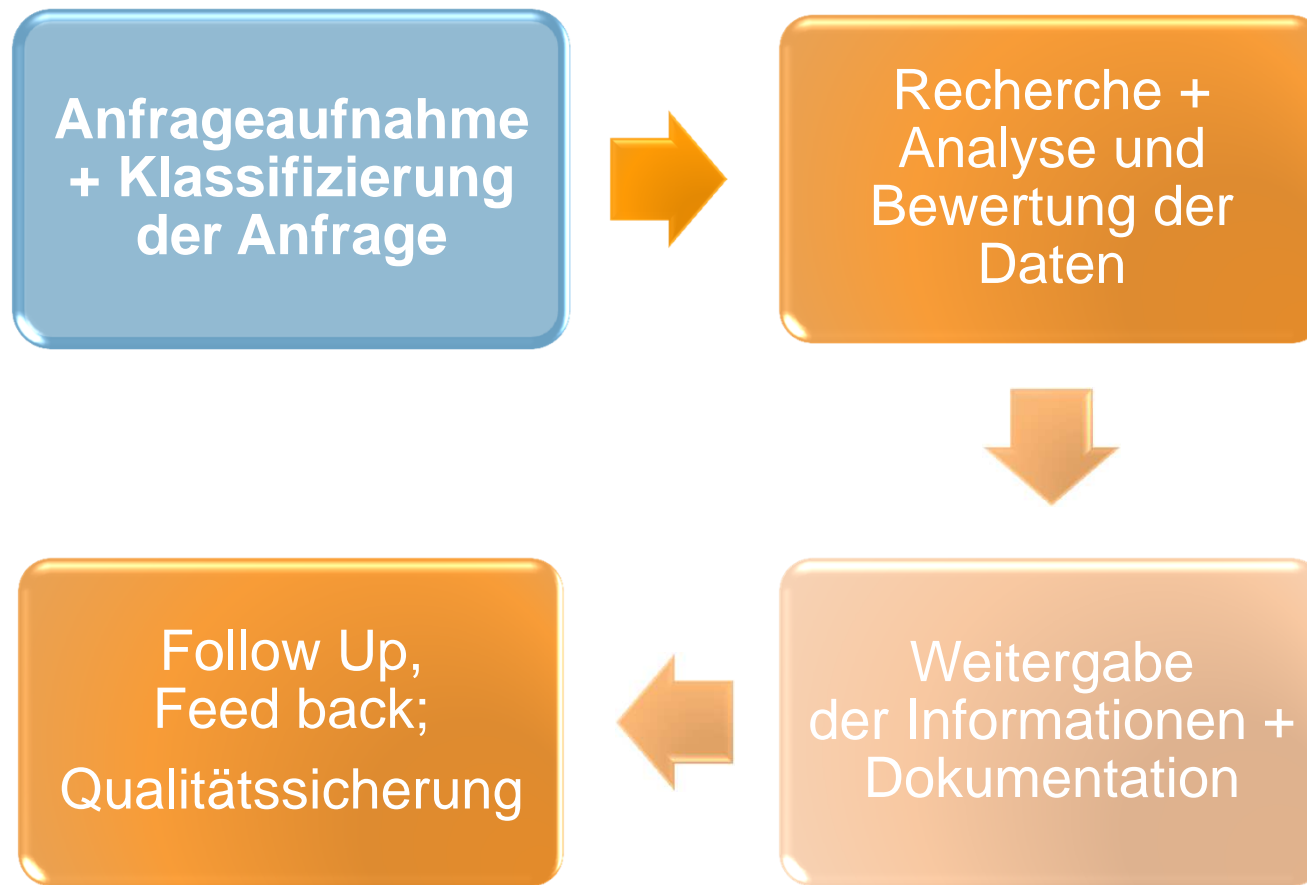 Anfrageaufnahme
+ Klassifizierung
der Anfrage
Recherche +
Analyse und
Bewertung der
Daten
Weitergabe
der Informationen +
Dokumentation
Follow Up,
Feed back;
Qualitätssicherung